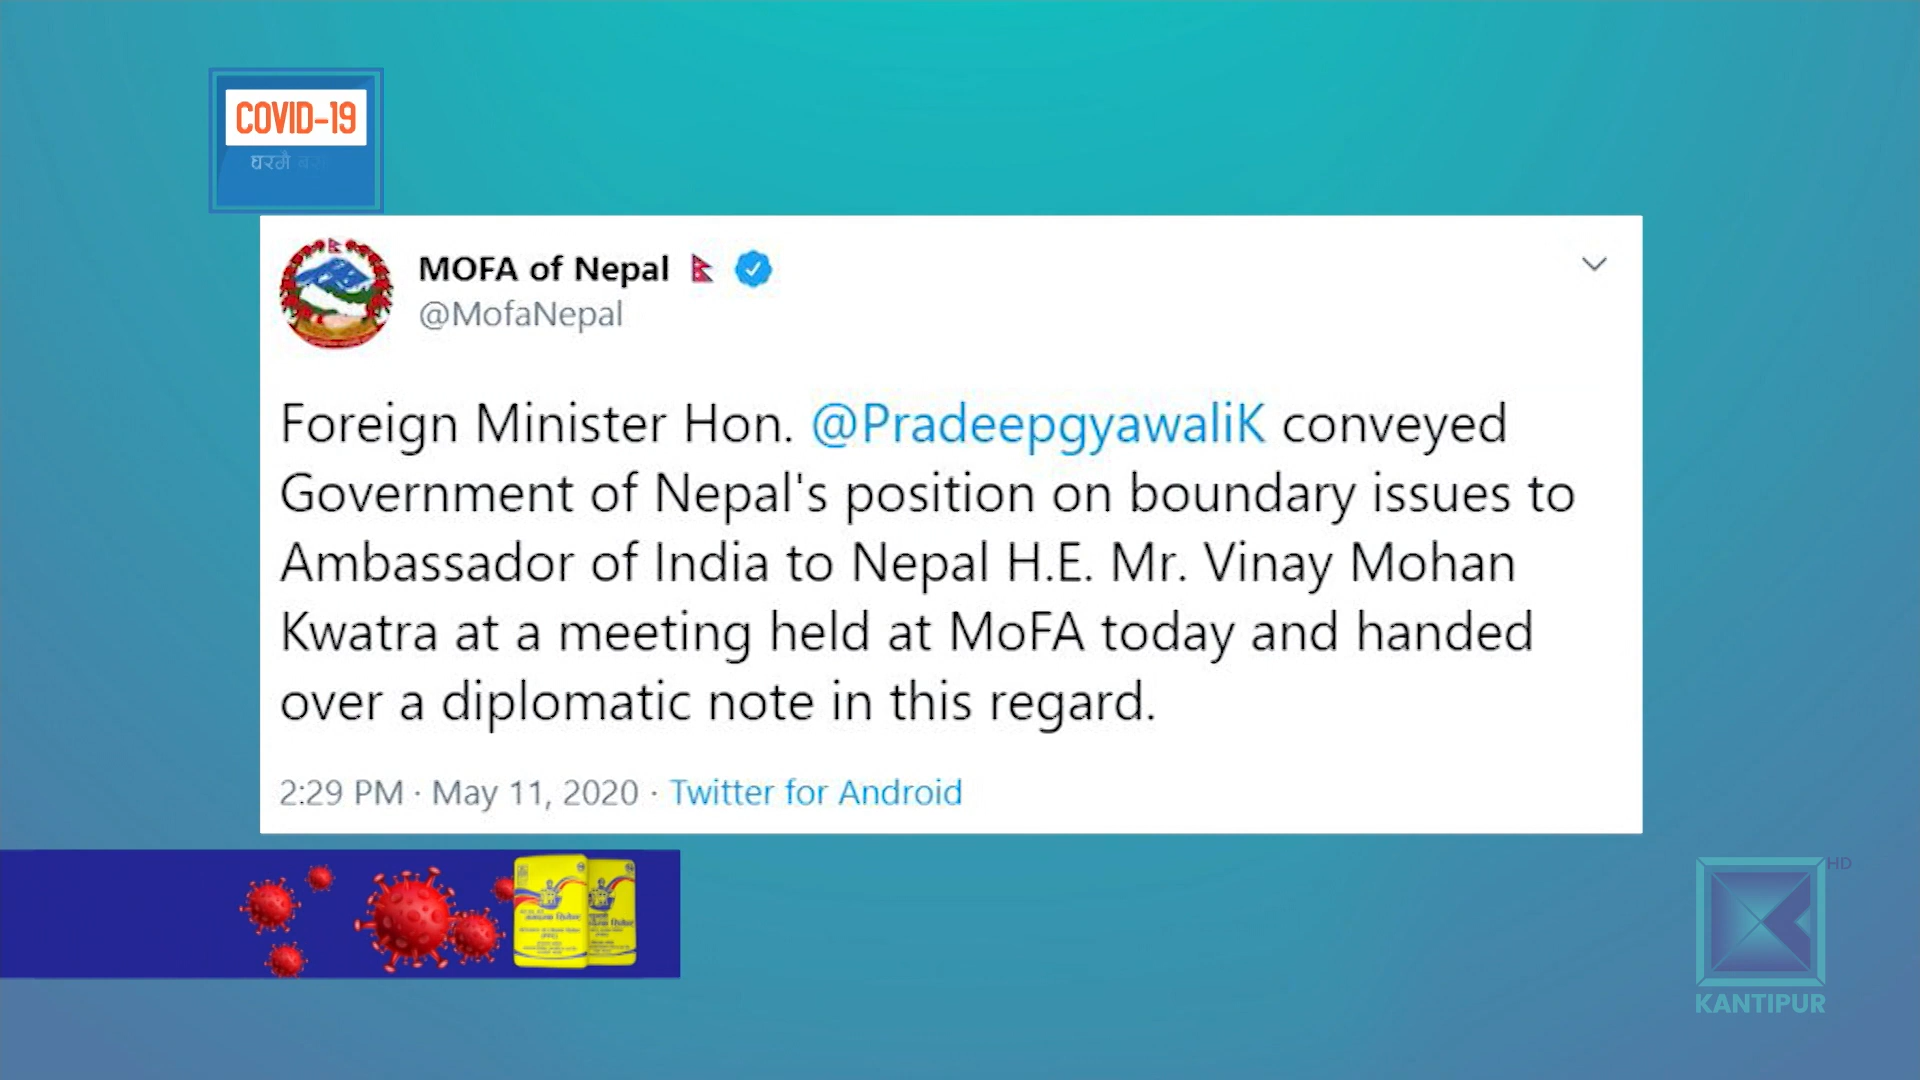 COVID-19
घरमै
MOFA of Nepal
@MofaNepal
Foreign Minister Hon. @PradeepgyawaliK conveyed
Government of Nepal's position on boundary issues to
Ambassador of India to Nepal H.E. Mr. Vinay Mohan
Kwatra at a meeting held at MoFA today and handed
over a diplomatic note in this regard.
2:29 PM · May 11, 2020 · Twitter for Android
HD
KANTIPUR